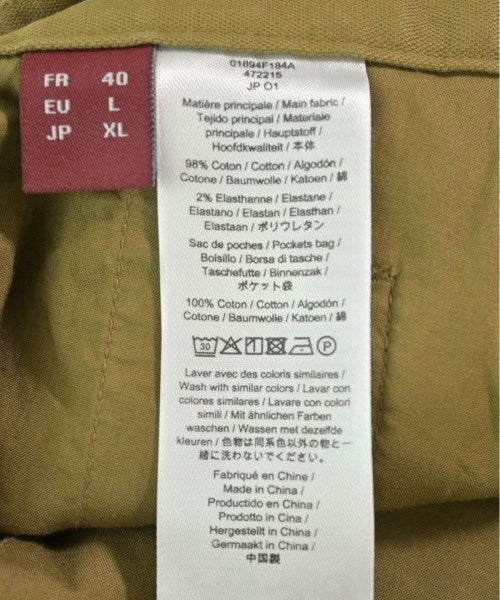 FR 40
EU L
JP XL
01894F184A
472215
JP O1
Matière principale / Main fabric /
Tejido principal / Materiale
principale / Hauptstoff /
Hoofdkwaliteit / 本体
98% Coton / Cotton / Algodón /
Cotone / Baumwolle / Katoen / 綿
2% Elasthanne / Elastane /
Elastano / Elastan / Elasthan /
Elastaan / ポリウレタン
Sac de poches / Pockets bag /
Bolsillo / Borsa di tasche /
Taschefutte / Binnenzak /
ポケット袋
100% Coton / Cotton / Algodón /
Cotone / Baumwolle / Katoen / 綿
30 P
Laver avec des coloris similaires /
Wash with similar colors / Lavar con
colores similares / Lavare con colori
simili / Mit ähnlichen Farben
waschen / Wassen met dezelfde
kleuren / 色物は同系色以外の物と一
緒に洗わないでください。
Fabriqué en Chine /
Made in China /
Producido en China /
Prodotto in Cina /
Hergestellt in China /
Germaakt in China /
中国製